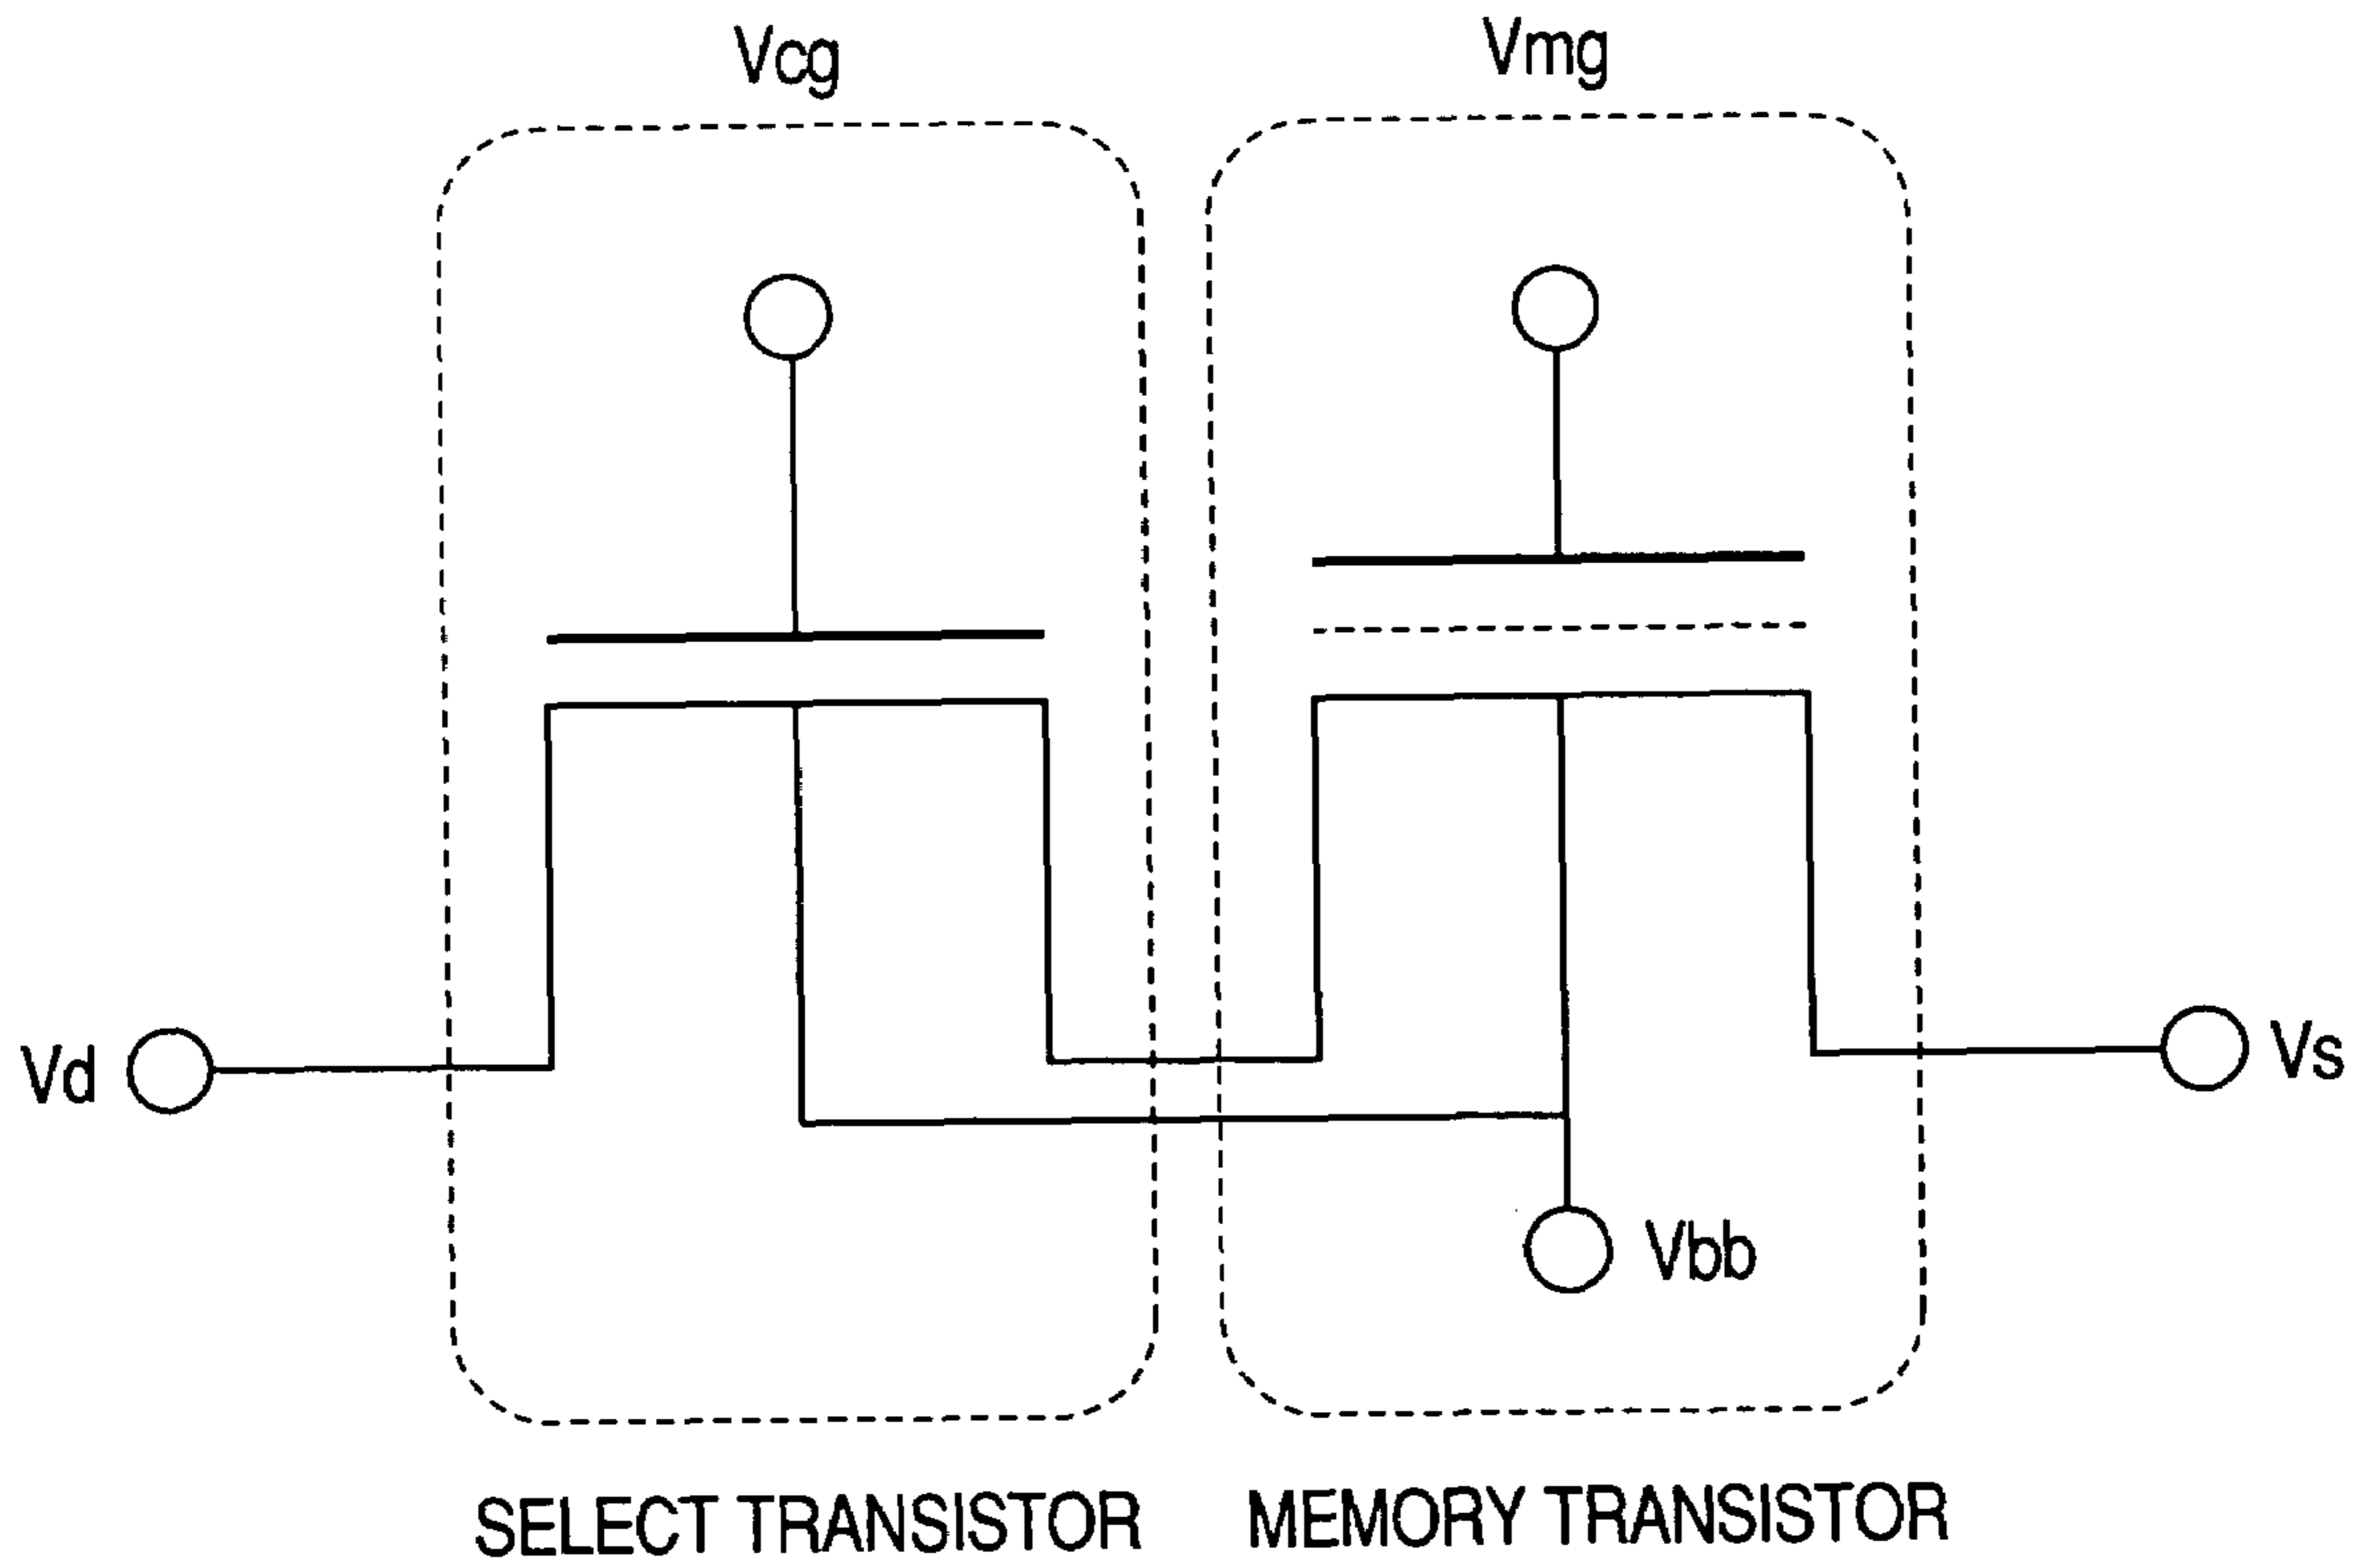 Vcg
Vmg
Vd
Vs
Vbb
SELECT TRANSISTOR
MEMORY TRANSISTOR